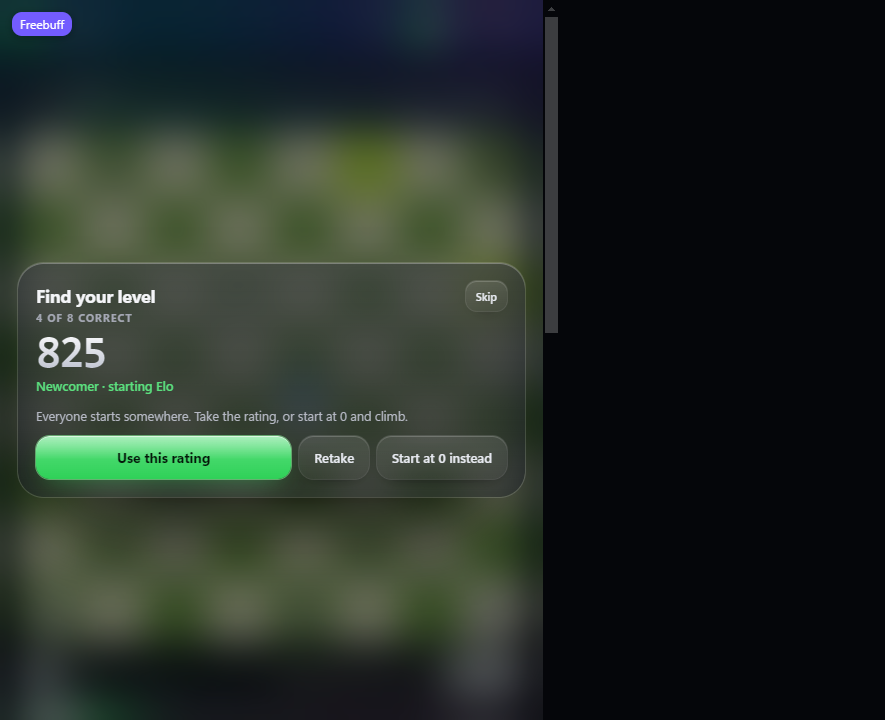 Freebuff
Find your level
Skip
4 OF 8 CORRECT
825
Newcomer · starting Elo
Everyone starts somewhere. Take the rating, or start at 0 and climb.
Use this rating
Retake
Start at 0 instead